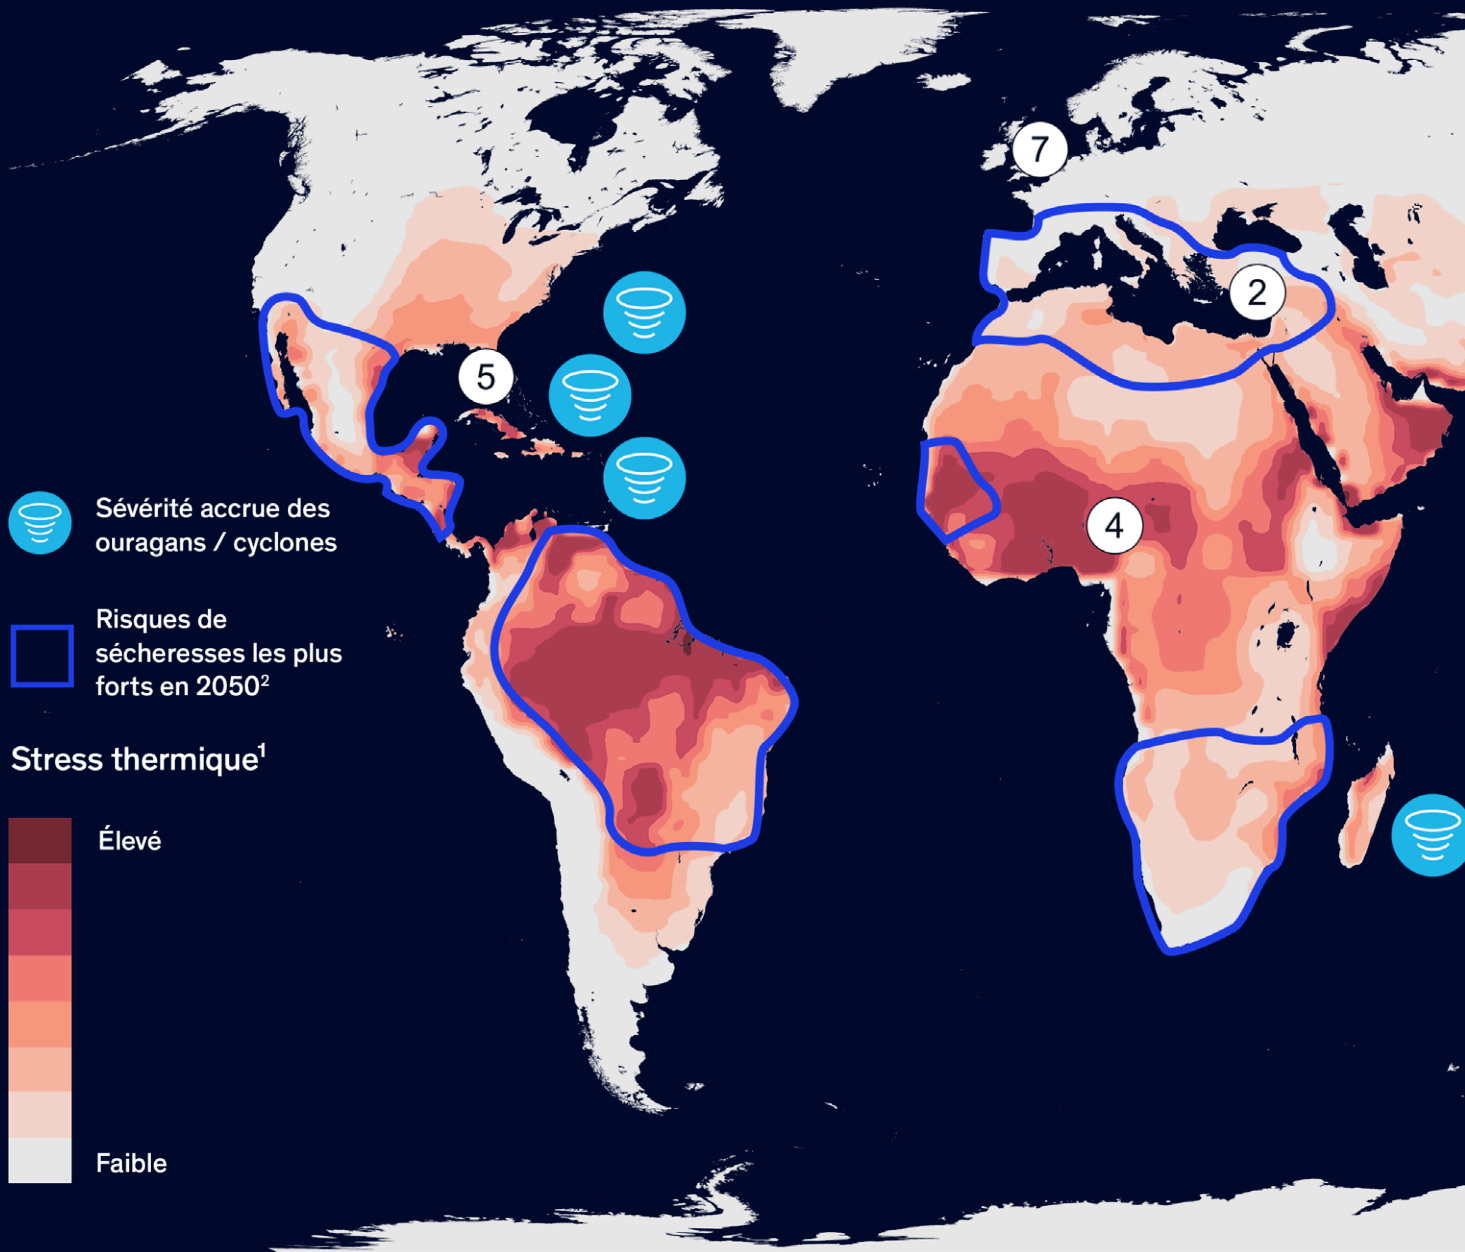 7
2
5
4
Sévérité accrue des
ouragans / cyclones
Risques de
sécheresses les plus
forts en 2050²
Stress thermique¹
Élevé
Faible